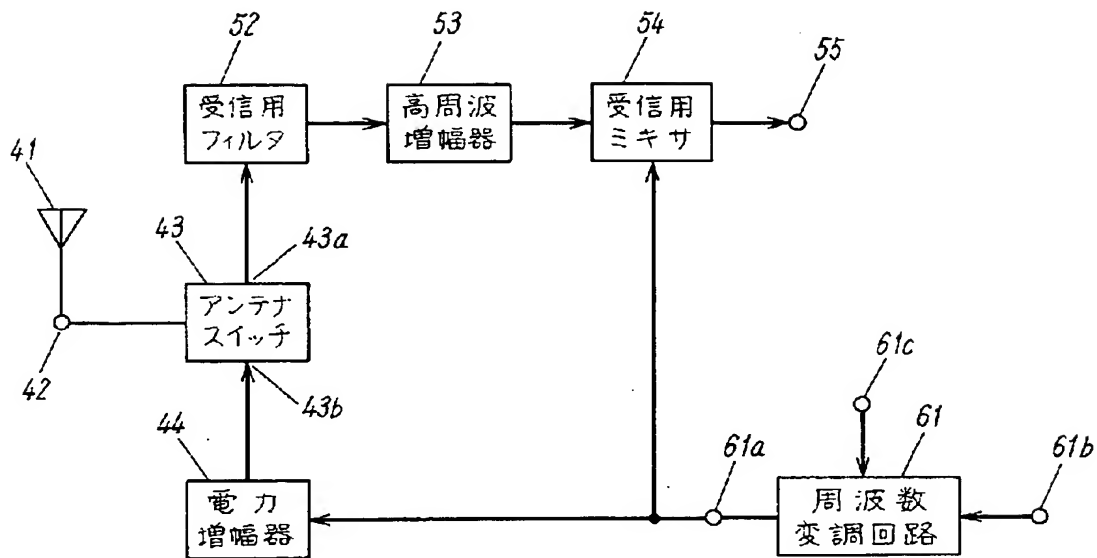 52
53
54
55
受信用
フィルタ
高周波
増幅器
受信用
ミキサ
41
43
43a
アンテナ
スイッチ
42
43b
61c
44
61a
61
61b
電力
増幅器
周波数
変調回路